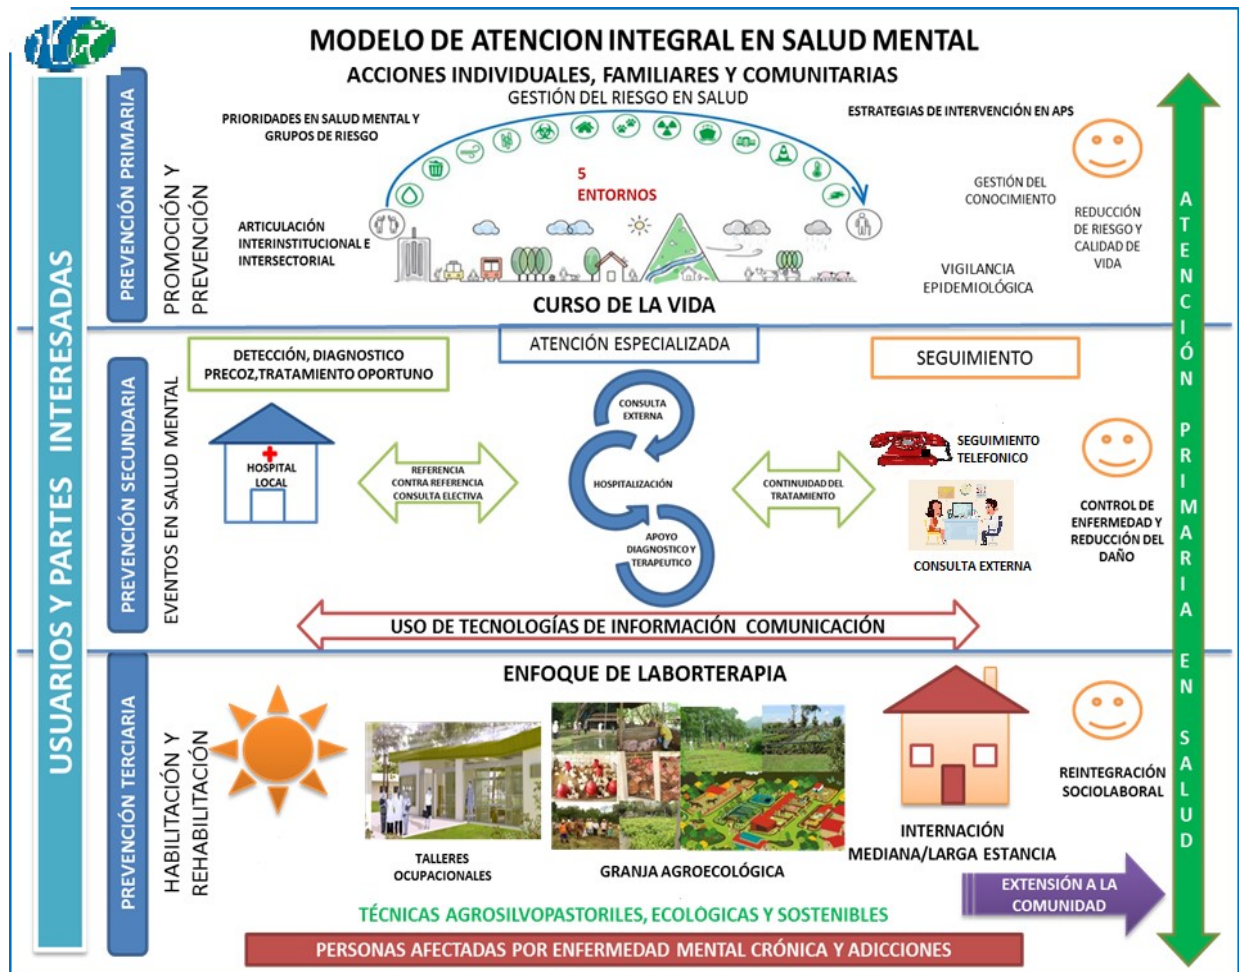 MODELO DE ATENCION INTEGRAL EN SALUD MENTAL
ACCIONES INDIVIDUALES, FAMILIARES Y COMUNITARIAS
GESTIÓN DEL RIESGO EN SALUD
USUARIOS Y PARTES INTERESADAS
PREVENCIÓN PRIMARIA
PROMOCIÓN Y
PREVENCIÓN
PRIORIDADES EN SALUD MENTAL Y
GRUPOS DE RIESGO
ARTICULACIÓN
INTERINSTITUCIONAL E
INTERSECTORIAL
5
ENTORNOS
CURSO DE LA VIDA
ESTRATEGIAS DE INTERVENCIÓN EN APS
GESTIÓN DEL
CONOCIMIENTO
REDUCCIÓN
DE RIESGO Y
CALIDAD DE
VIDA
VIGILANCIA
EPIDEMIOLÓGICA
ATENCIÓN PRIMARIA EN SALUD
PREVENCIÓN SECUNDARIA
EVENTOS EN SALUD MENTAL
DETECCIÓN, DIAGNOSTICO
PRECOZ,TRATAMIENTO OPORTUNO
HOSPITAL
LOCAL
REFERENCIA
CONTRA REFERENCIA
CONSULTA ELECTIVA
ATENCIÓN ESPECIALIZADA
CONSULTA
EXTERNA
HOSPITALIZACIÓN
APOYO
DIAGNOSTICO Y
TERAPEUTICO
CONTINUIDAD DEL
TRATAMIENTO
SEGUIMIENTO
SEGUIMIENTO
TELEFONICO
CONSULTA EXTERNA
CONTROL DE
ENFERMEDAD Y
REDUCCIÓN DEL
DAÑO
USO DE TECNOLOGÍAS DE INFORMACIÓN COMUNICACIÓN
PREVENCIÓN TERCIARIA
HABILITACIÓN Y
REHABILITACIÓN
ENFOQUE DE LABORTERAPIA
TALLERES
OCUPACIONALES
GRANJA AGROECOLÓGICA
INTERNACIÓN
MEDIANA/LARGA ESTANCIA
REINTEGRACIÓN
SOCIOLABORAL
EXTENSIÓN A LA
COMUNIDAD
TÉCNICAS AGROSILVOPASTORILES, ECOLÓGICAS Y SOSTENIBLES
PERSONAS AFECTADAS POR ENFERMEDAD MENTAL CRÓNICA Y ADICCIONES